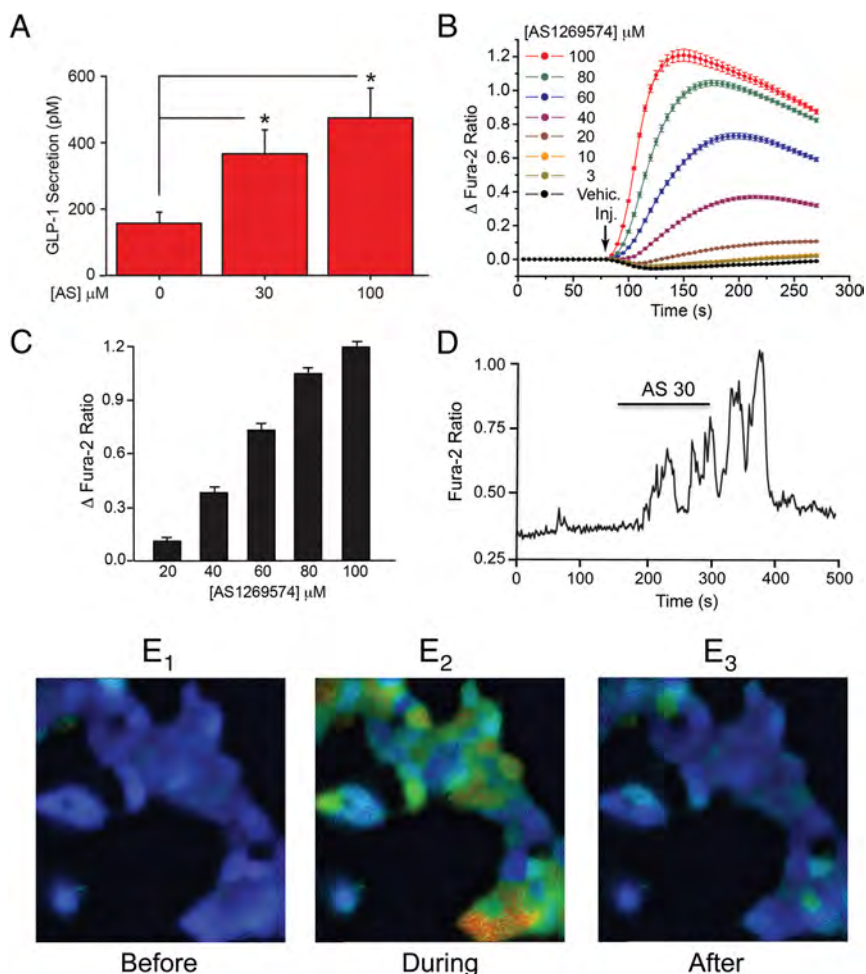 A
GLP-1 Secretion (pM)
600
400
200
0
*
*
[AS] µM
0
30
100
B
[AS1269574] µM
100
80
60
40
20
10
3
Vehic.
Inj.
Δ Fura-2 Ratio
1.2
1.0
0.8
0.6
0.4
0.2
0.0
0
50
100
150
200
250
300
Time (s)
C
Δ Fura-2 Ratio
1.2
0.9
0.6
0.3
0.0
20
40
60
80
100
[AS1269574] µM
D
Fura-2 Ratio
1.00
0.75
0.50
0.25
AS 30
0
100
200
300
400
500
Time (s)
E1
E2
E3
Before
During
After